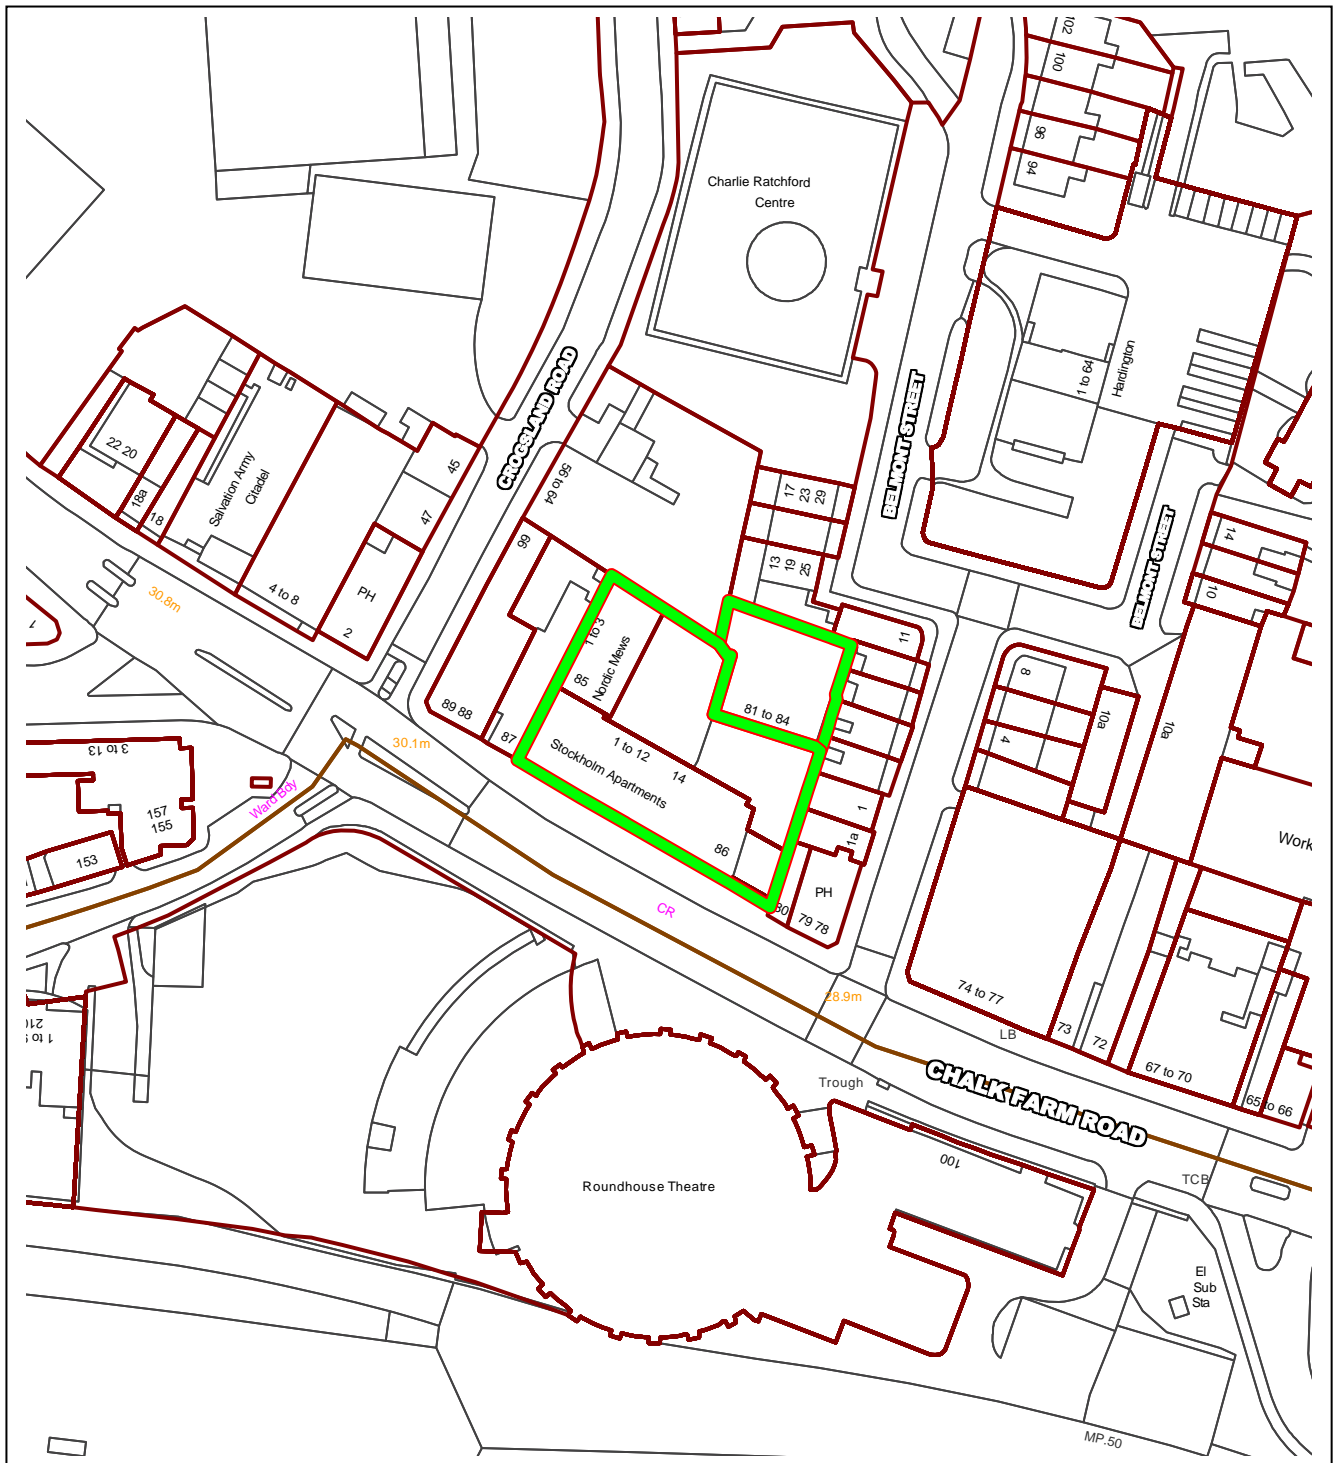 102
100
96
94
Charlie Ratchford
Centre
CROGSLAND ROAD
BELMONT STREET
1 to 64
Hardington
22 20
18a
18
Salvation Army
Citadel
45
47
4 to 8
PH
2
30.8m
1
56 to 64
99
17
23
29
13
19
25
BELMONT STREET
14
10
11
1 to 3
Nordic Mews
85
81 to 84
89 88
87
1 to 12
14
Stockholm Apartments
86
8
4
10a
10a
1
1a
PH
30.1m
3 to 13
157
155
153
Ward Bdy
CR
80
79 78
Work
28.9m
74 to 77
73
72
67 to 70
65 to 66
LB
Trough
CHALK FARM ROAD
100
TCB
Roundhouse Theatre
El
Sub
Sta
MP.50